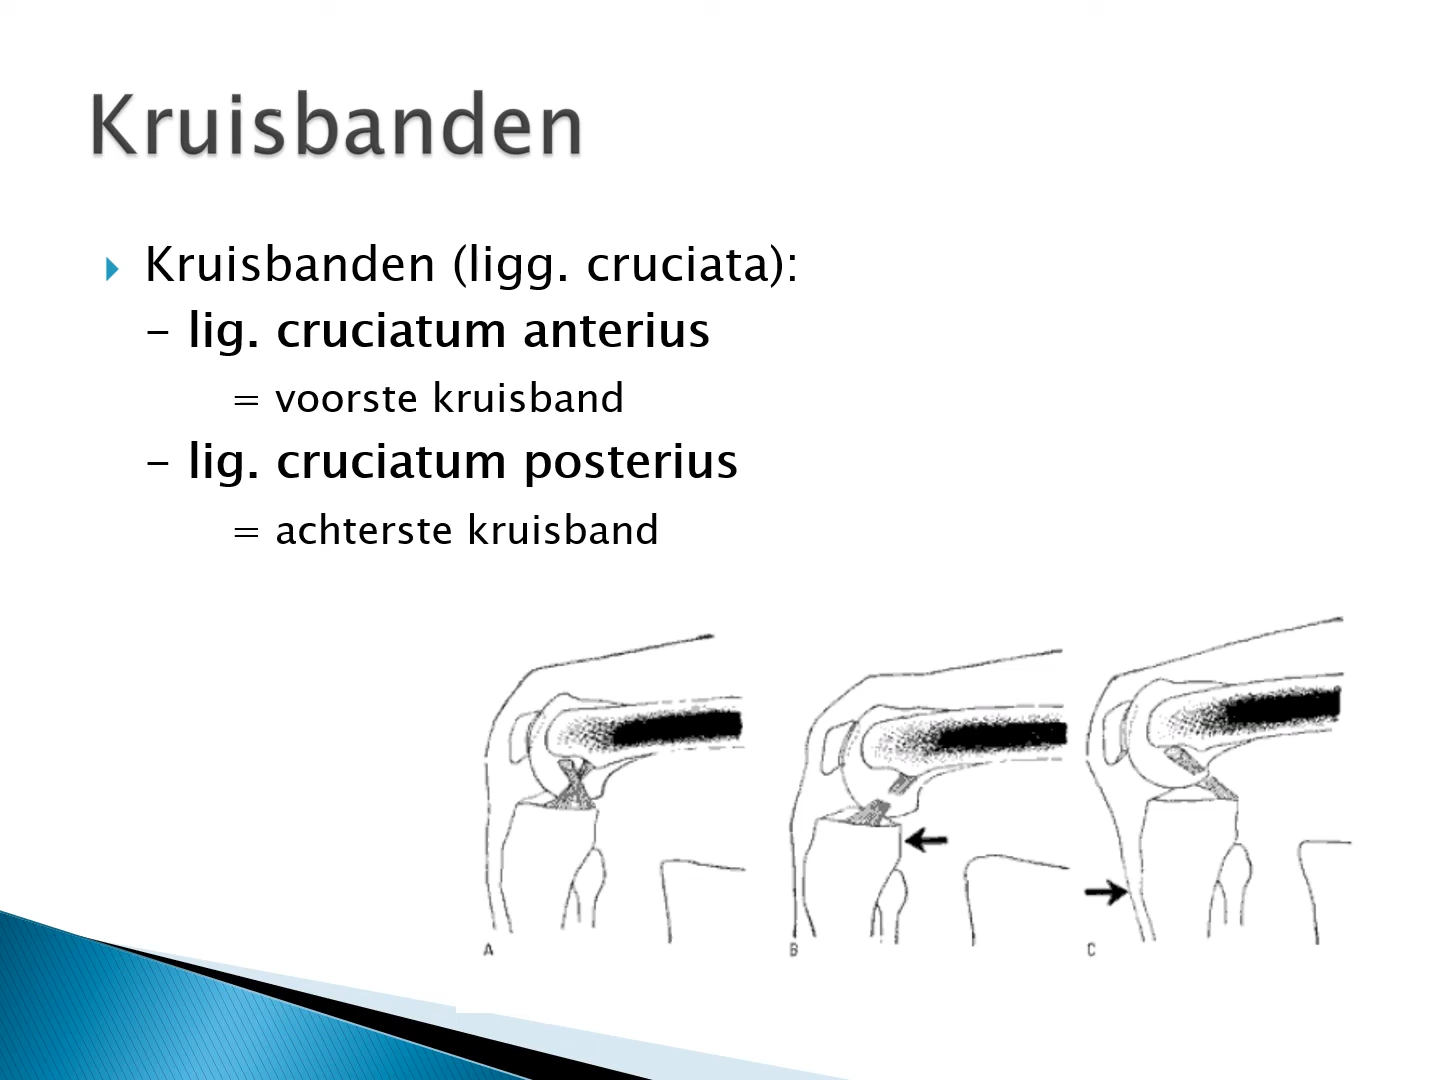 Kruisbanden
Kruisbanden (ligg. cruciata):
- lig. cruciatum anterius
= voorste kruisband
- lig. cruciatum posterius
= achterste kruisband
A B C